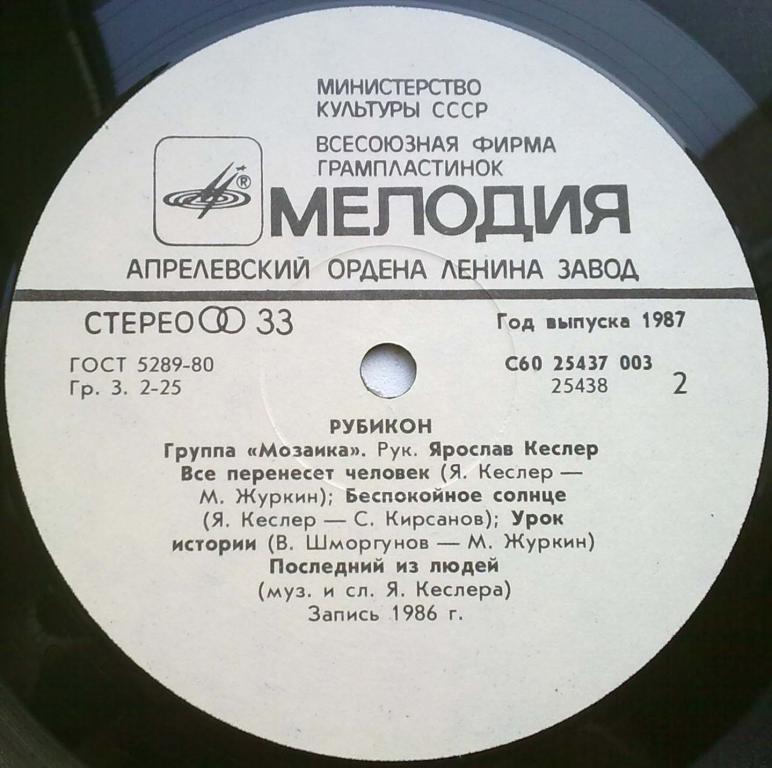 МИНИСТЕРСТВО
КУЛЬТУРЫ СССР
ВСЕСОЮЗНАЯ ФИРМА
ГРАМПЛАСТИНОК
®
МЕЛОДИЯ
АПРЕЛЕВСКИЙ ОРДЕНА ЛЕНИНА ЗАВОД
СТЕРЕО 33
Год выпуска 1987
ГОСТ 5289-80
С60 25437 003
Гр. 3. 2-25
25438 2
РУБИКОН
Группа «Мозаика». Рук. Ярослав Кеслер
Все перенесет человек (Я. Кеслер —
М. Журкин); Беспокойное солнце
(Я. Кеслер — С. Кирсанов); Урок
истории (В. Шморгунов — М. Журкин)
Последний из людей
(муз. и сл. Я. Кеслера)
Запись 1986 г.